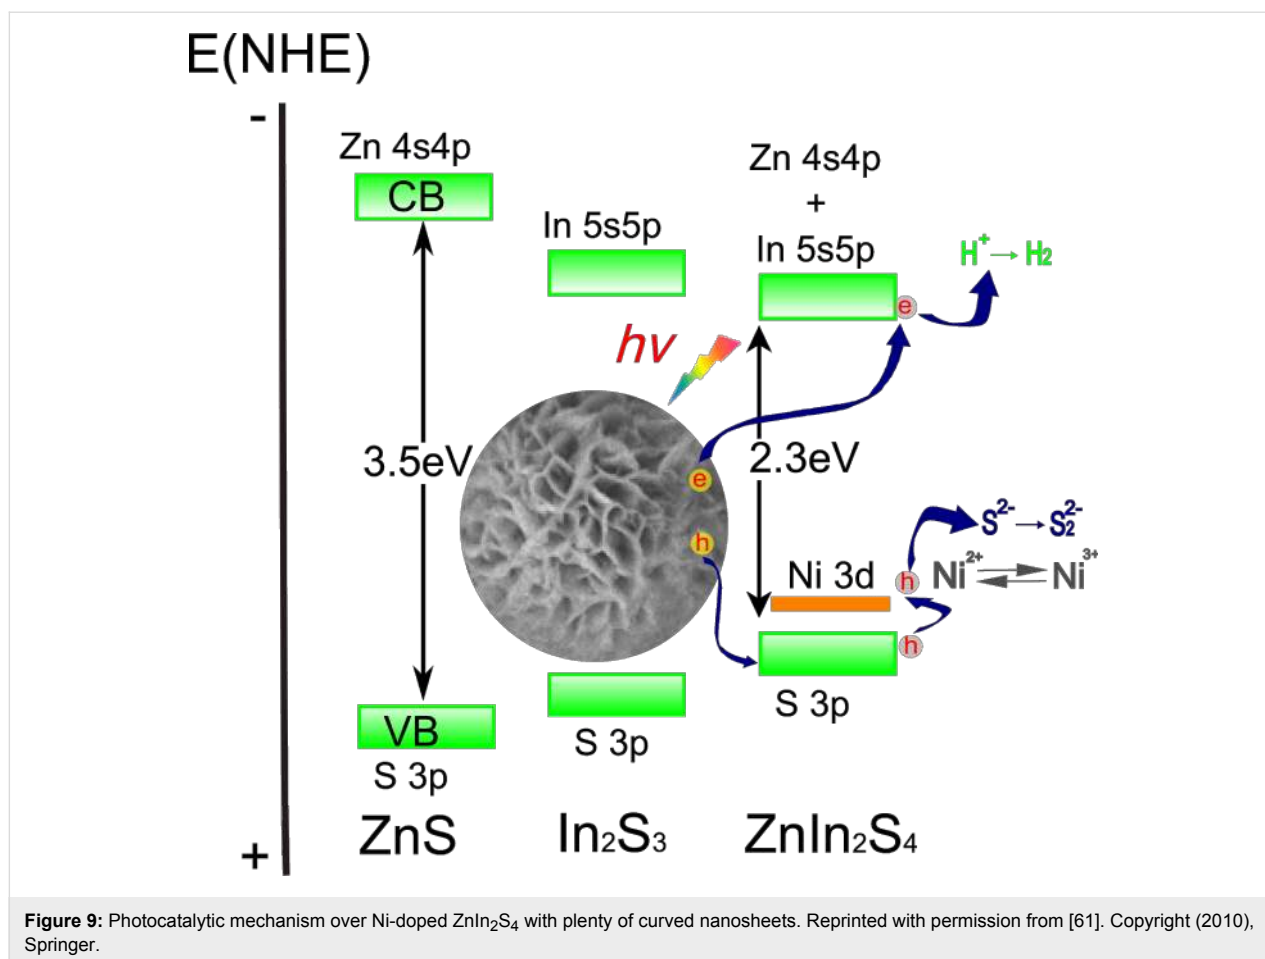 E(NHE)
-
Zn 4s4p
CB
3.5eV
VB
S 3p
ZnS
+
In 5s5p
hν
e
h
S 3p
In2S3
Zn 4s4p
+
In 5s5p
e
H+ → H2
2.3eV
S2- → S22-
Ni 3d
h
Ni2+ ⇌ Ni3+
h
S 3p
ZnIn2S4
Figure 9: Photocatalytic mechanism over Ni-doped ZnIn2S4 with plenty of curved nanosheets. Reprinted with permission from [61]. Copyright (2010),
Springer.